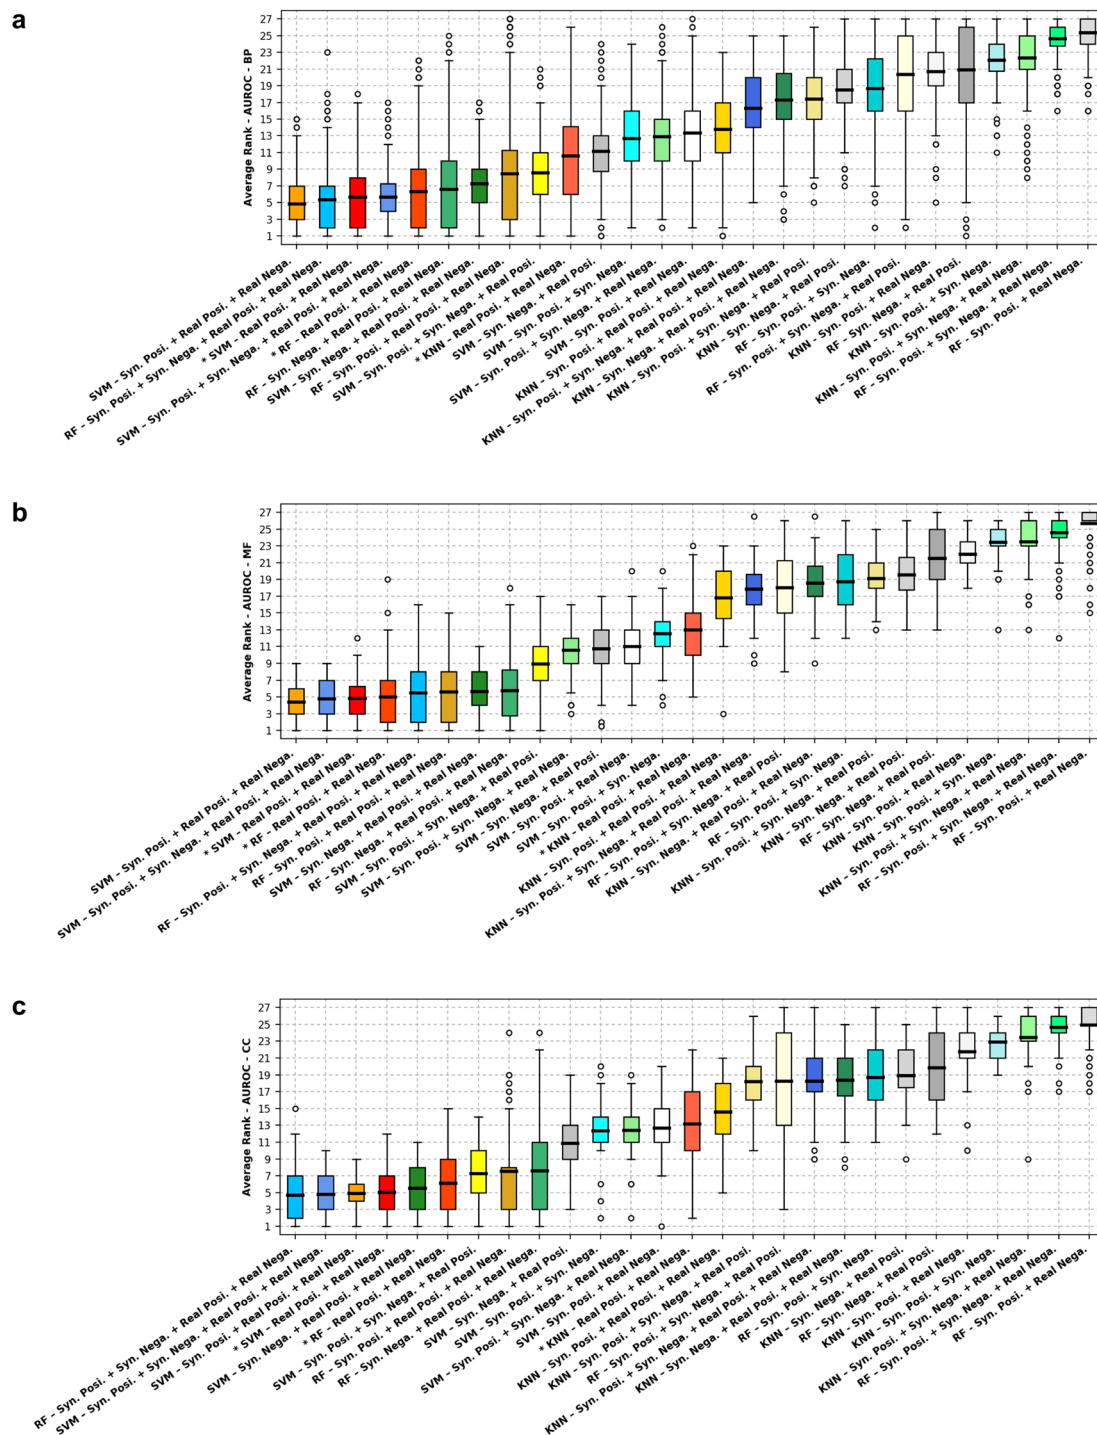 a
Average Rank - AUROC - BP
27
25
23
21
19
17
15
13
11
9
7
5
3
1
SVM – Syn. Posi. + Real Posi. + Real Nega.
RF – Syn. Posi. + Syn. Nega. + Real Posi. + Real Nega.
* SVM – Real Posi. + Real Nega.
SVM – Syn. Posi. + Syn. Nega. + Real Posi. + Real Nega.
* RF – Real Posi. + Real Nega.
RF – Syn. Nega. + Real Posi. + Real Nega.
SVM – Syn. Nega. + Real Posi. + Real Nega.
RF – Syn. Posi. + Real Posi. + Real Nega.
SVM – Syn. Posi. + Syn. Nega. + Real Posi.
* KNN – Real Posi. + Real Nega.
SVM – Syn. Nega. + Real Posi.
SVM – Syn. Posi. + Syn. Nega.
SVM – Syn. Posi. + Syn. Nega. + Real Nega.
SVM – Syn. Posi. + Real Nega.
KNN – Syn. Posi. + Real Posi. + Real Nega.
KNN – Syn. Posi. + Syn. Nega. + Real Posi. + Real Nega.
KNN – Syn. Nega. + Real Posi. + Real Nega.
KNN – Syn. Posi. + Syn. Nega. + Real Posi.
KNN – Syn. Nega. + Real Posi.
RF – Syn. Posi. + Syn. Nega.
RF – Syn. Posi. + Syn. Nega. + Real Posi.
KNN – Syn. Posi. + Real Nega.
RF – Syn. Nega. + Real Posi.
KNN – Syn. Posi. + Syn. Nega.
KNN – Syn. Posi. + Syn. Nega. + Real Nega.
RF – Syn. Posi. + Syn. Nega. + Real Nega.
RF – Syn. Posi. + Real Nega.
b
Average Rank - AUROC - MF
27
25
23
21
19
17
15
13
11
9
7
5
3
1
SVM – Syn. Posi. + Real Posi. + Real Nega.
SVM – Syn. Posi. + Syn. Nega. + Real Posi. + Real Nega.
* SVM – Real Posi. + Real Nega.
* RF – Real Posi. + Real Nega.
RF – Syn. Posi. + Syn. Nega. + Real Posi. + Real Nega.
RF – Syn. Posi. + Real Posi. + Real Nega.
SVM – Syn. Nega. + Real Posi. + Real Nega.
RF – Syn. Nega. + Real Posi. + Real Nega.
SVM – Syn. Posi. + Syn. Nega. + Real Posi.
SVM – Syn. Posi. + Syn. Nega. + Real Nega.
SVM – Syn. Nega. + Real Posi.
SVM – Syn. Posi. + Real Nega.
SVM – Syn. Posi. + Syn. Nega.
* KNN – Real Posi. + Real Nega.
KNN – Syn. Posi. + Real Posi. + Real Nega.
KNN – Syn. Posi. + Syn. Nega. + Real Posi. + Real Nega.
RF – Syn. Posi. + Syn. Nega. + Real Posi.
KNN – Syn. Nega. + Real Posi. + Real Nega.
RF – Syn. Posi. + Syn. Nega.
KNN – Syn. Posi. + Syn. Nega. + Real Posi.
KNN – Syn. Nega. + Real Posi.
RF – Syn. Nega. + Real Posi.
KNN – Syn. Posi. + Real Nega.
KNN – Syn. Posi. + Syn. Nega.
KNN – Syn. Posi. + Syn. Nega. + Real Nega.
RF – Syn. Posi. + Syn. Nega. + Real Nega.
RF – Syn. Posi. + Real Nega.
c
Average Rank - AUROC - CC
27
25
23
21
19
17
15
13
11
9
7
5
3
1
RF – Syn. Posi. + Syn. Nega. + Real Posi. + Real Nega.
SVM – Syn. Posi. + Syn. Nega. + Real Posi. + Real Nega.
SVM – Syn. Posi. + Real Posi. + Real Nega.
* SVM – Real Posi. + Real Nega.
SVM – Syn. Nega. + Real Posi. + Real Nega.
* RF – Real Posi. + Real Nega.
SVM – Syn. Posi. + Syn. Nega. + Real Posi.
RF – Syn. Posi. + Real Posi. + Real Nega.
RF – Syn. Nega. + Real Posi. + Real Nega.
SVM – Syn. Nega. + Real Posi.
SVM – Syn. Posi. + Syn. Nega.
SVM – Syn. Posi. + Syn. Nega. + Real Nega.
SVM – Syn. Posi. + Real Nega.
* KNN – Real Posi. + Real Nega.
KNN – Syn. Posi. + Real Posi. + Real Nega.
KNN – Syn. Posi. + Syn. Nega. + Real Posi.
RF – Syn. Posi. + Syn. Nega. + Real Posi.
KNN – Syn. Posi. + Syn. Nega. + Real Posi. + Real Nega.
KNN – Syn. Nega. + Real Posi. + Real Nega.
RF – Syn. Posi. + Syn. Nega.
KNN – Syn. Nega. + Real Posi.
RF – Syn. Nega. + Real Posi.
KNN – Syn. Posi. + Real Nega.
KNN – Syn. Posi. + Syn. Nega.
KNN – Syn. Posi. + Syn. Nega. + Real Nega.
RF – Syn. Posi. + Syn. Nega. + Real Nega.
RF – Syn. Posi. + Real Nega.